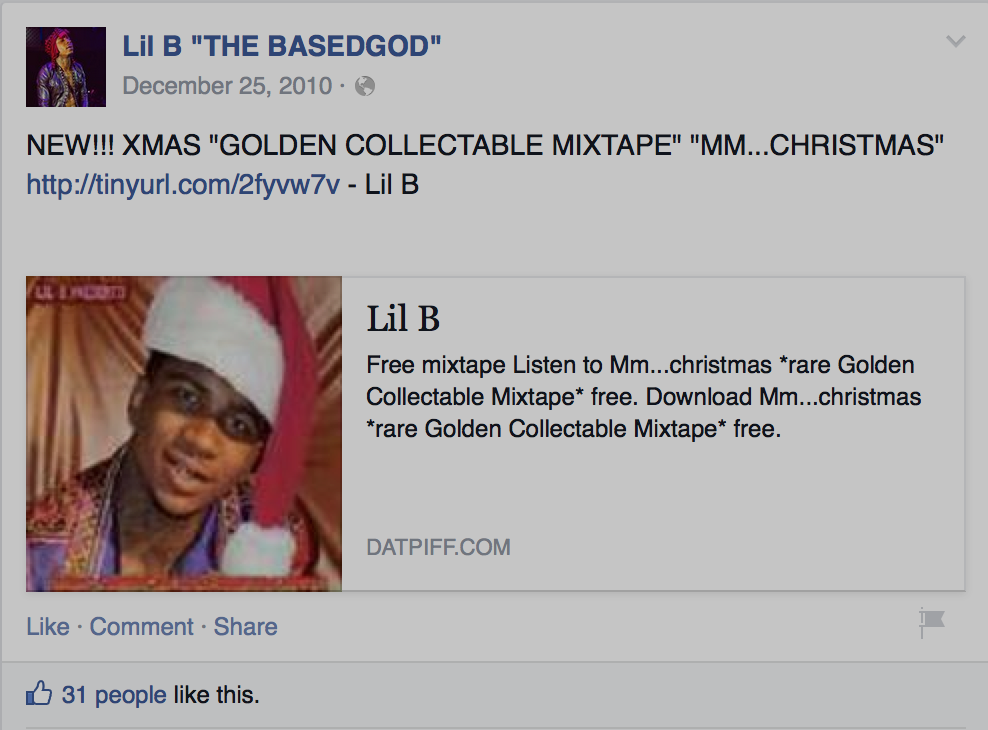 Lil B "THE BASEDGOD"
December 25, 2010 ·
NEW!!! XMAS "GOLDEN COLLECTABLE MIXTAPE" "MM...CHRISTMAS"
http://tinyurl.com/2fyvw7v - Lil B
LIL B PRESENTS
Lil B
Free mixtape Listen to Mm...christmas *rare Golden
Collectable Mixtape* free. Download Mm...christmas
*rare Golden Collectable Mixtape* free.
DATPIFF.COM
Like · Comment · Share
31 people like this.